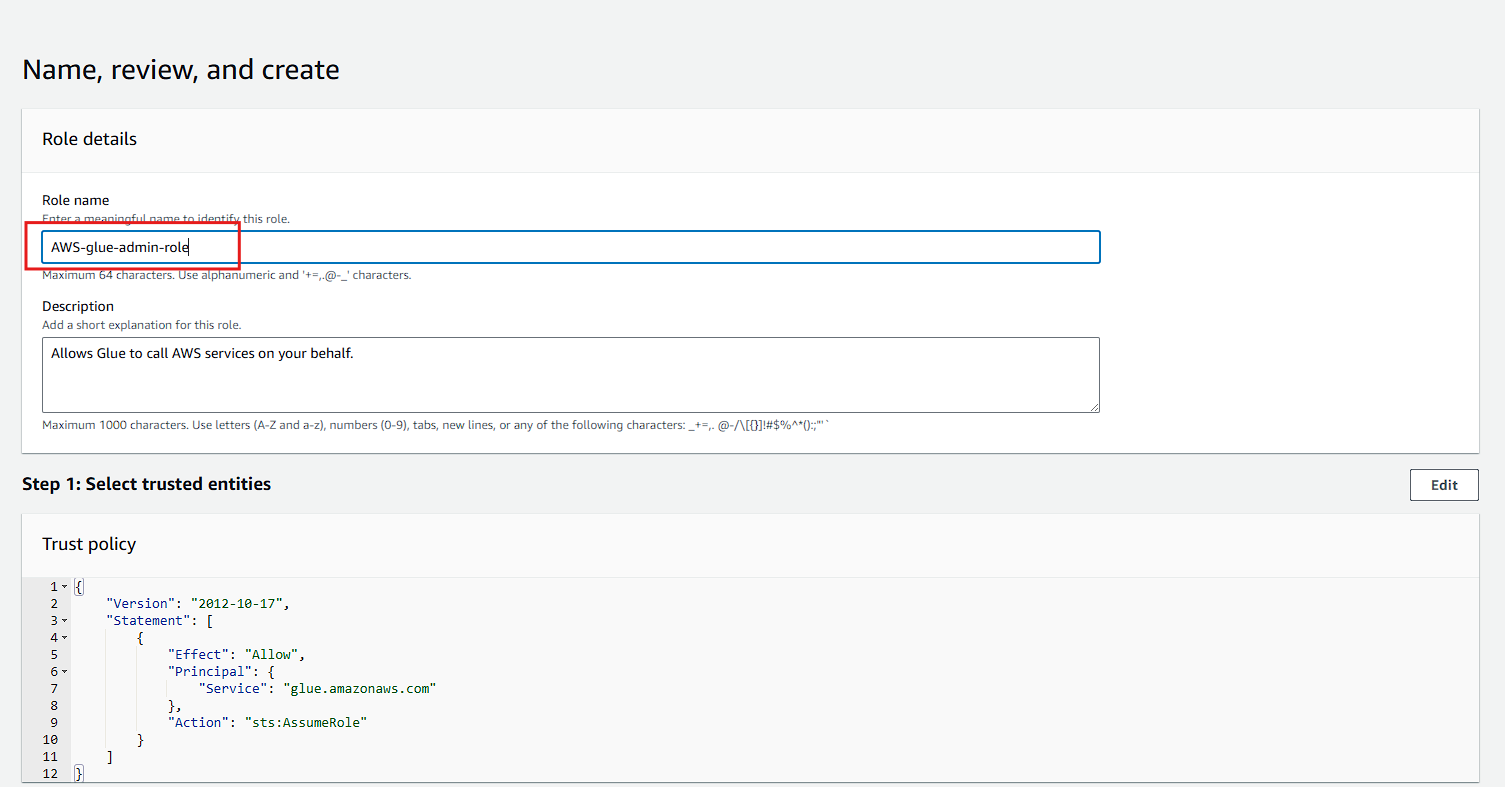 Name, review, and create
Role details
Role name
Enter a meaningful name to identify this role.
AWS-glue-admin-role
Maximum 64 characters. Use alphanumeric and '+=,.@-_' characters.
Description
Add a short explanation for this role.
Allows Glue to call AWS services on your behalf.
Maximum 1000 characters. Use letters (A-Z and a-z), numbers (0-9), tabs, new lines, or any of the following characters: _+=,. @-/\[{}]!#$%^*();:"'`
Step 1: Select trusted entities
Edit
Trust policy
1 {
2 "Version": "2012-10-17",
3 "Statement": [
4 {
5 "Effect": "Allow",
6 "Principal": {
7 "Service": "glue.amazonaws.com"
8 },
9 "Action": "sts:AssumeRole"
10 }
11 ]
12 }